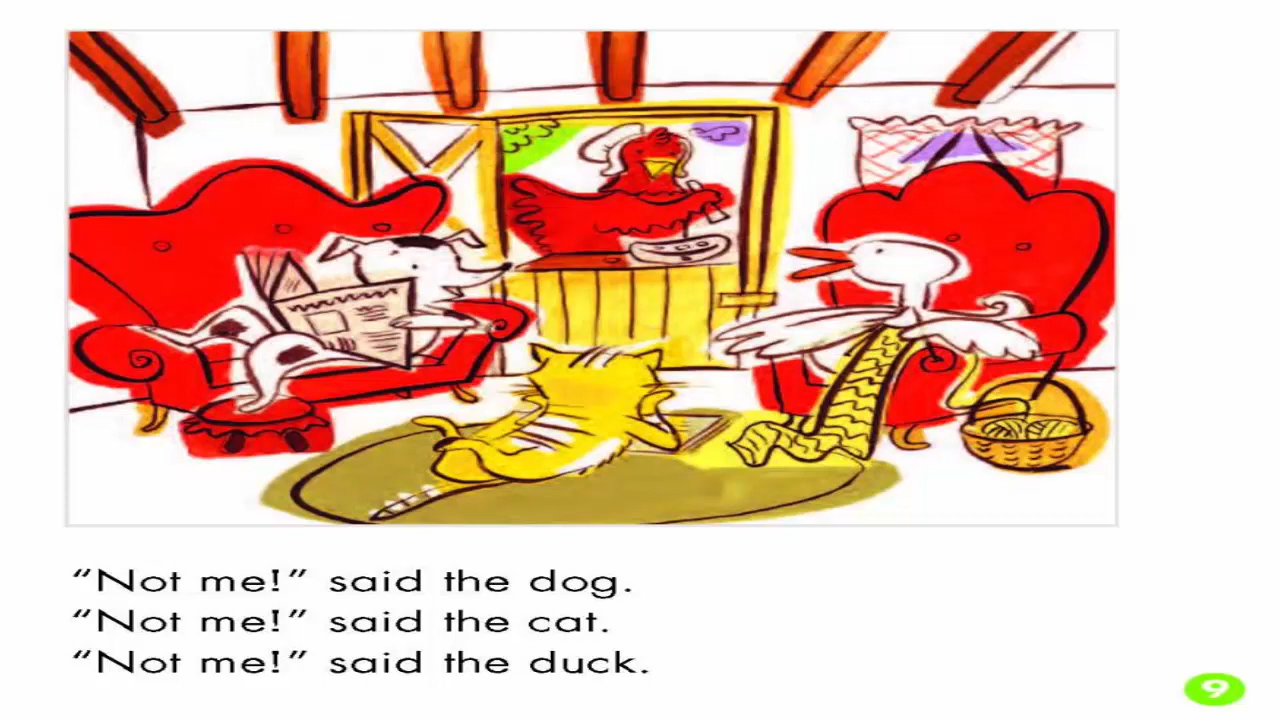 “Not me!” said the dog.
“Not me!” said the cat.
“Not me!” said the duck.
9